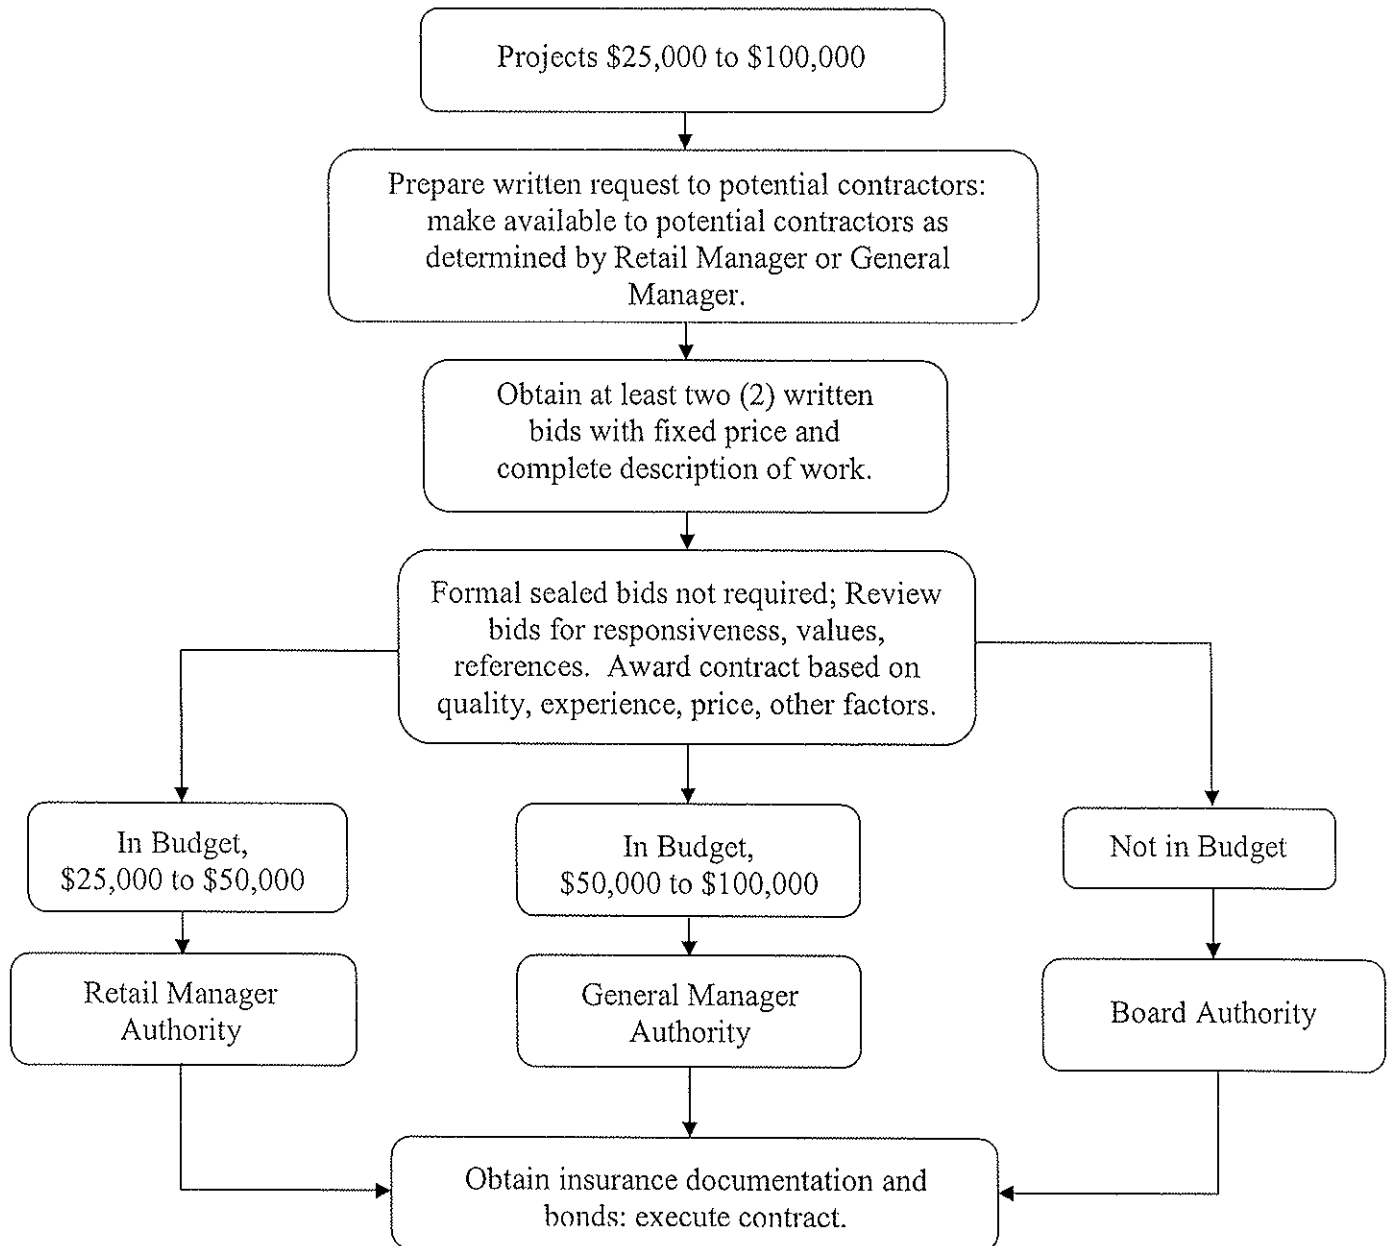 Projects $25,000 to $100,000
Prepare written request to potential contractors:
make available to potential contractors as
determined by Retail Manager or General
Manager.
Obtain at least two (2) written
bids with fixed price and
complete description of work.
Formal sealed bids not required; Review
bids for responsiveness, values,
references. Award contract based on
quality, experience, price, other factors.
In Budget,
$25,000 to $50,000
In Budget,
$50,000 to $100,000
Not in Budget
Retail Manager
Authority
General Manager
Authority
Board Authority
Obtain insurance documentation and
bonds: execute contract.